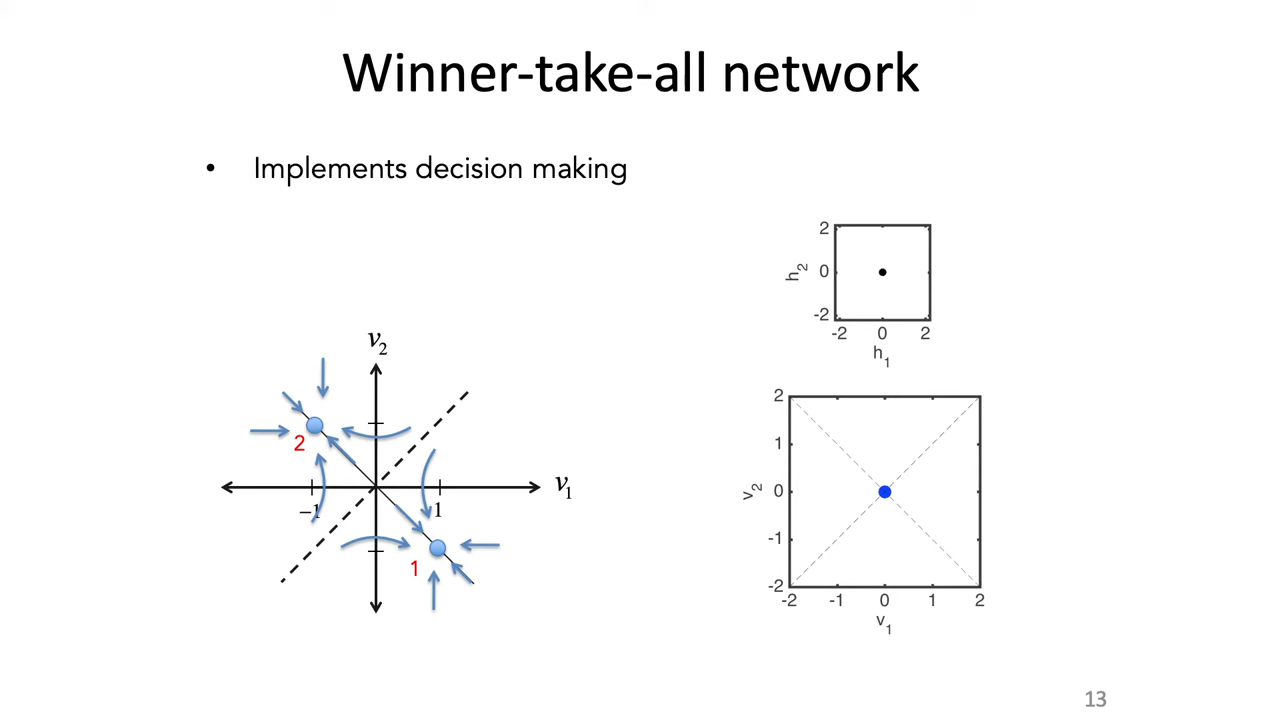 Winner-take-all network
• Implements decision making
v2
2
−1
1
v1
1
2
0
-2
h2
-2 0 2
h1
2
1
0
-1
-2
v2
-2 -1 0 1 2
v1
13